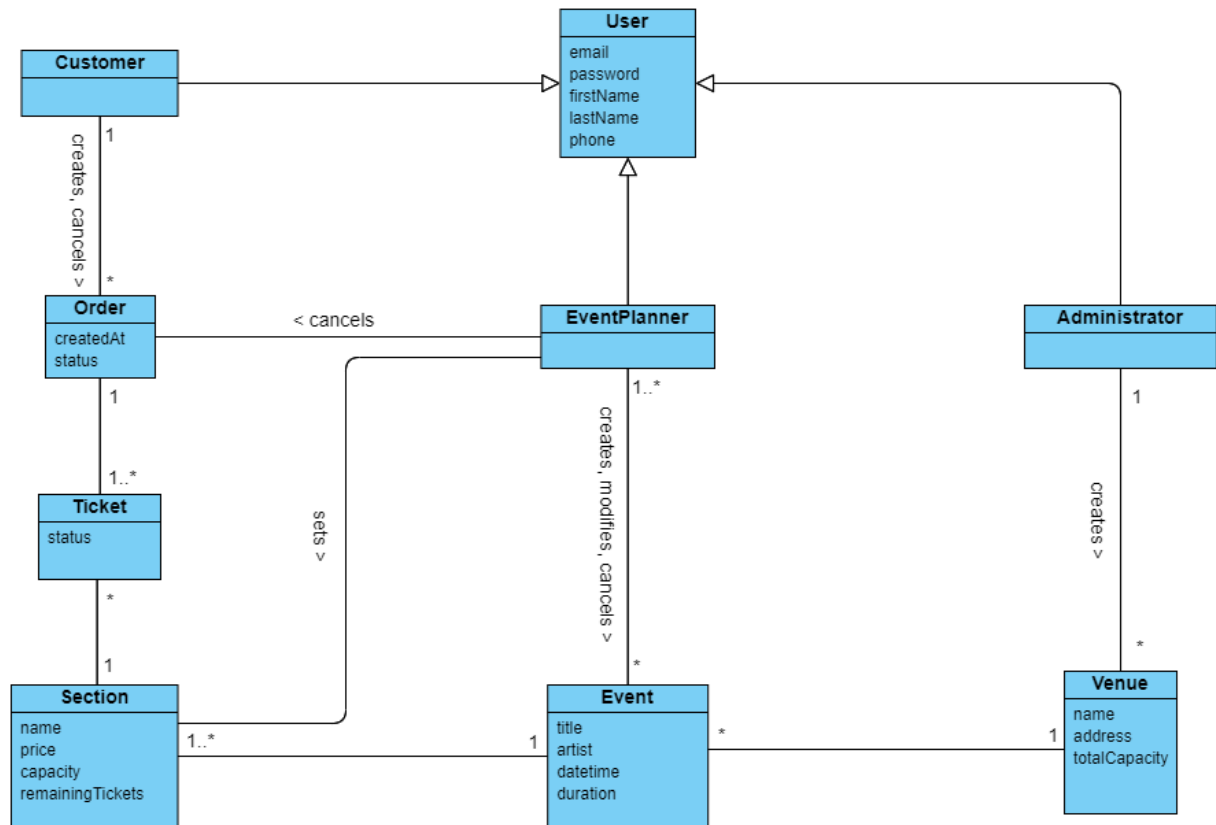 User
email
password
firstName
lastName
phone
Customer
1
creates, cancels >
*
Order
createdAt
status
< cancels
EventPlanner
Administrator
1
1..*
1
1..*
creates, modifies, cancels >
creates >
sets >
Ticket
status
*
1
*
*
Section
name
price
capacity
remainingTickets
1..*
1
Event
title
artist
datetime
duration
*
1
Venue
name
address
totalCapacity